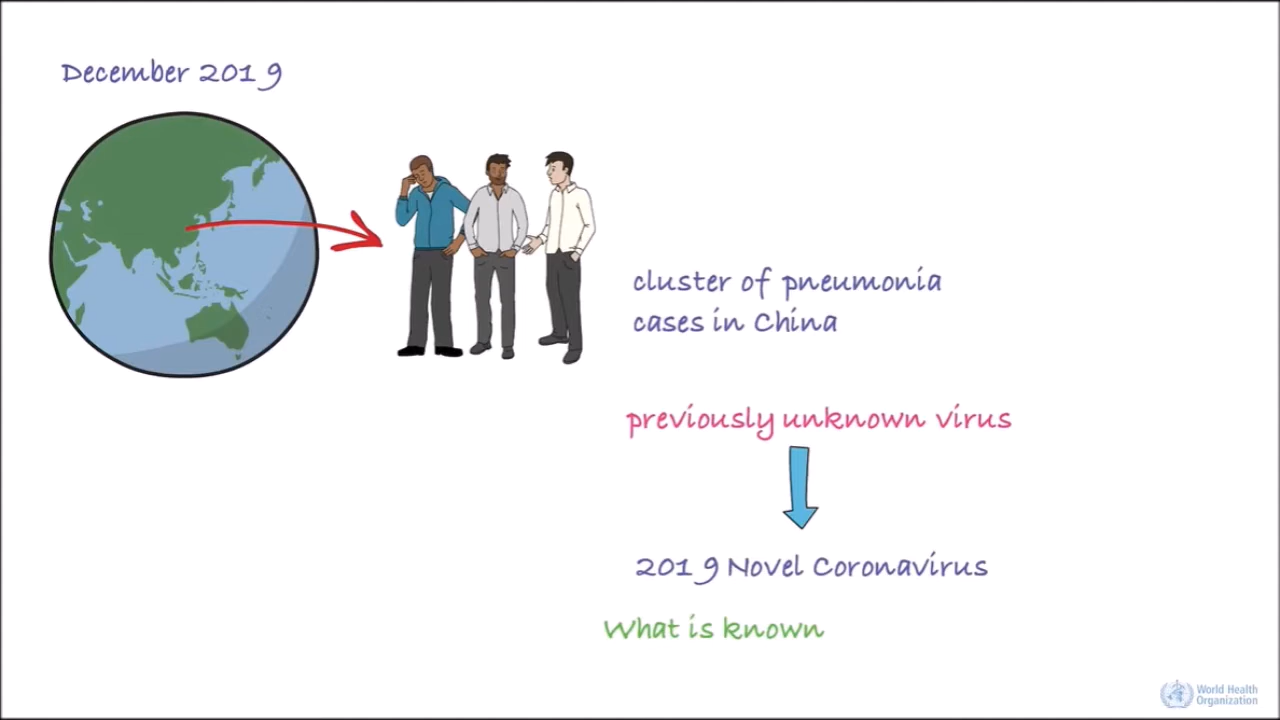 December 2019
cluster of pneumonia
cases in China
previously unknown virus
2019 Novel Coronavirus
What is known
World Health
Organization